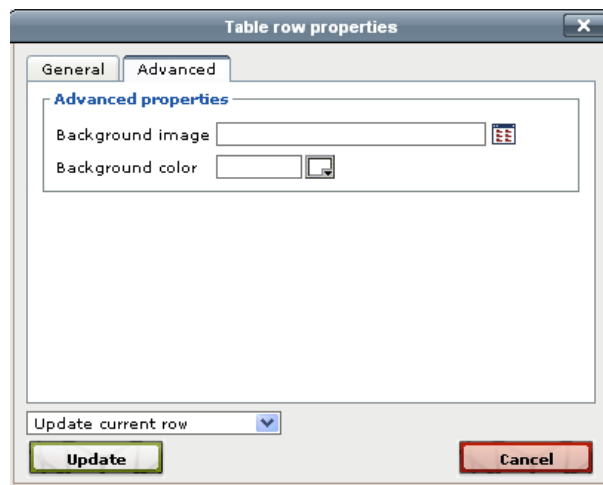 Table row properties
General Advanced
Advanced properties
Background image
Background color
Update current row
Update Cancel